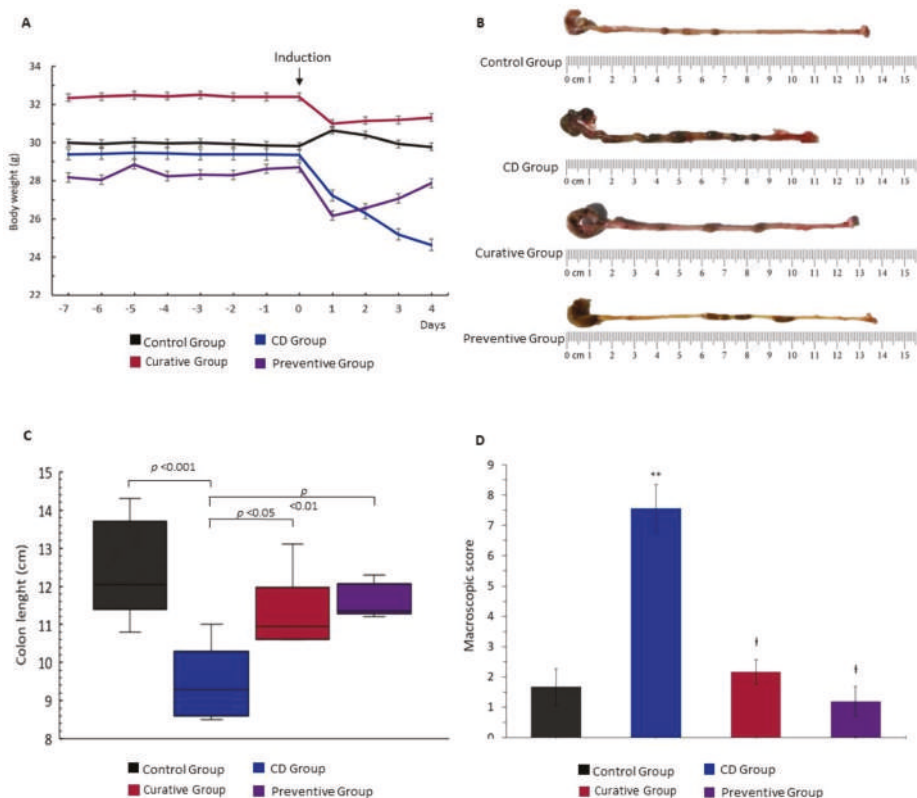 A
Induction
34
32
30
28
26
24
22
Body weight (g)
-7 -6 -5 -4 -3 -2 -1 0 1 2 3 4
Days
Control Group CD Group
Curative Group Preventive Group
B
Control Group
0 cm 1 2 3 4 5 6 7 8 9 10 11 12 13 14 15
CD Group
0 cm 1 2 3 4 5 6 7 8 9 10 11 12 13 14 15
Curative Group
0 cm 1 2 3 4 5 6 7 8 9 10 11 12 13 14 15
Preventive Group
0 cm 1 2 3 4 5 6 7 8 9 10 11 12 13 14 15
C
15
14
13
12
11
10
9
8
Colon lenght (cm)
p <0.001
p
<0.01
p <0.05
Control Group CD Group
Curative Group Preventive Group
D
9
8
7
6
5
4
3
2
1
0
Macroscopic score
**
ƚ
ƚ
Control Group CD Group
Curative Group Preventive Group